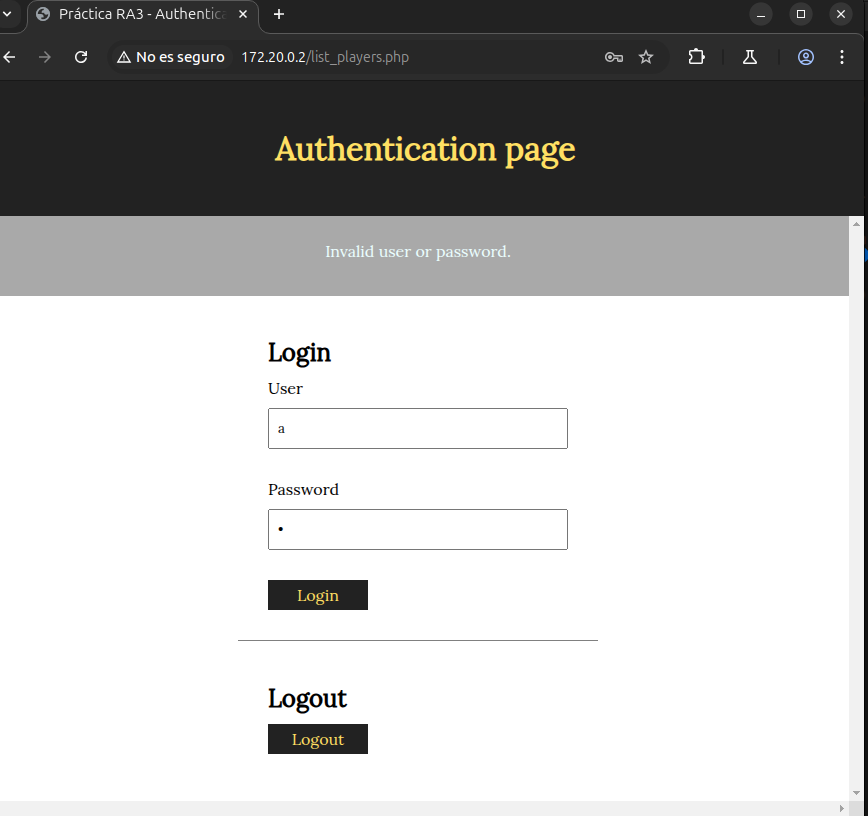 Práctica RA3 - Authentica
No es seguro 172.20.0.2/list_players.php
Authentication page
Invalid user or password.
Login
User
a
Password
Login
Logout
Logout